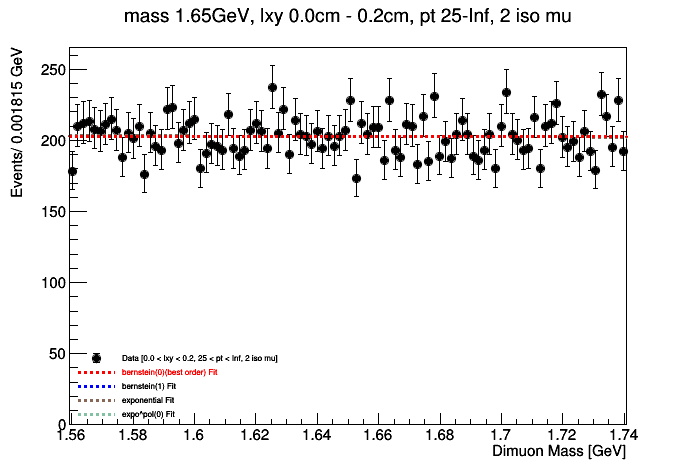 mass 1.65GeV, lxy 0.0cm - 0.2cm, pt 25-Inf, 2 iso mu
Events/ 0.001815 GeV
250
200
150
100
50
0
Data [0.0 < lxy < 0.2, 25 < pt < Inf, 2 iso mu]
bernstein(0)(best order) Fit
bernstein(1) Fit
exponential Fit
expo*pol(0) Fit
1.56 1.58 1.6 1.62 1.64 1.66 1.68 1.7 1.72 1.74
Dimuon Mass [GeV]